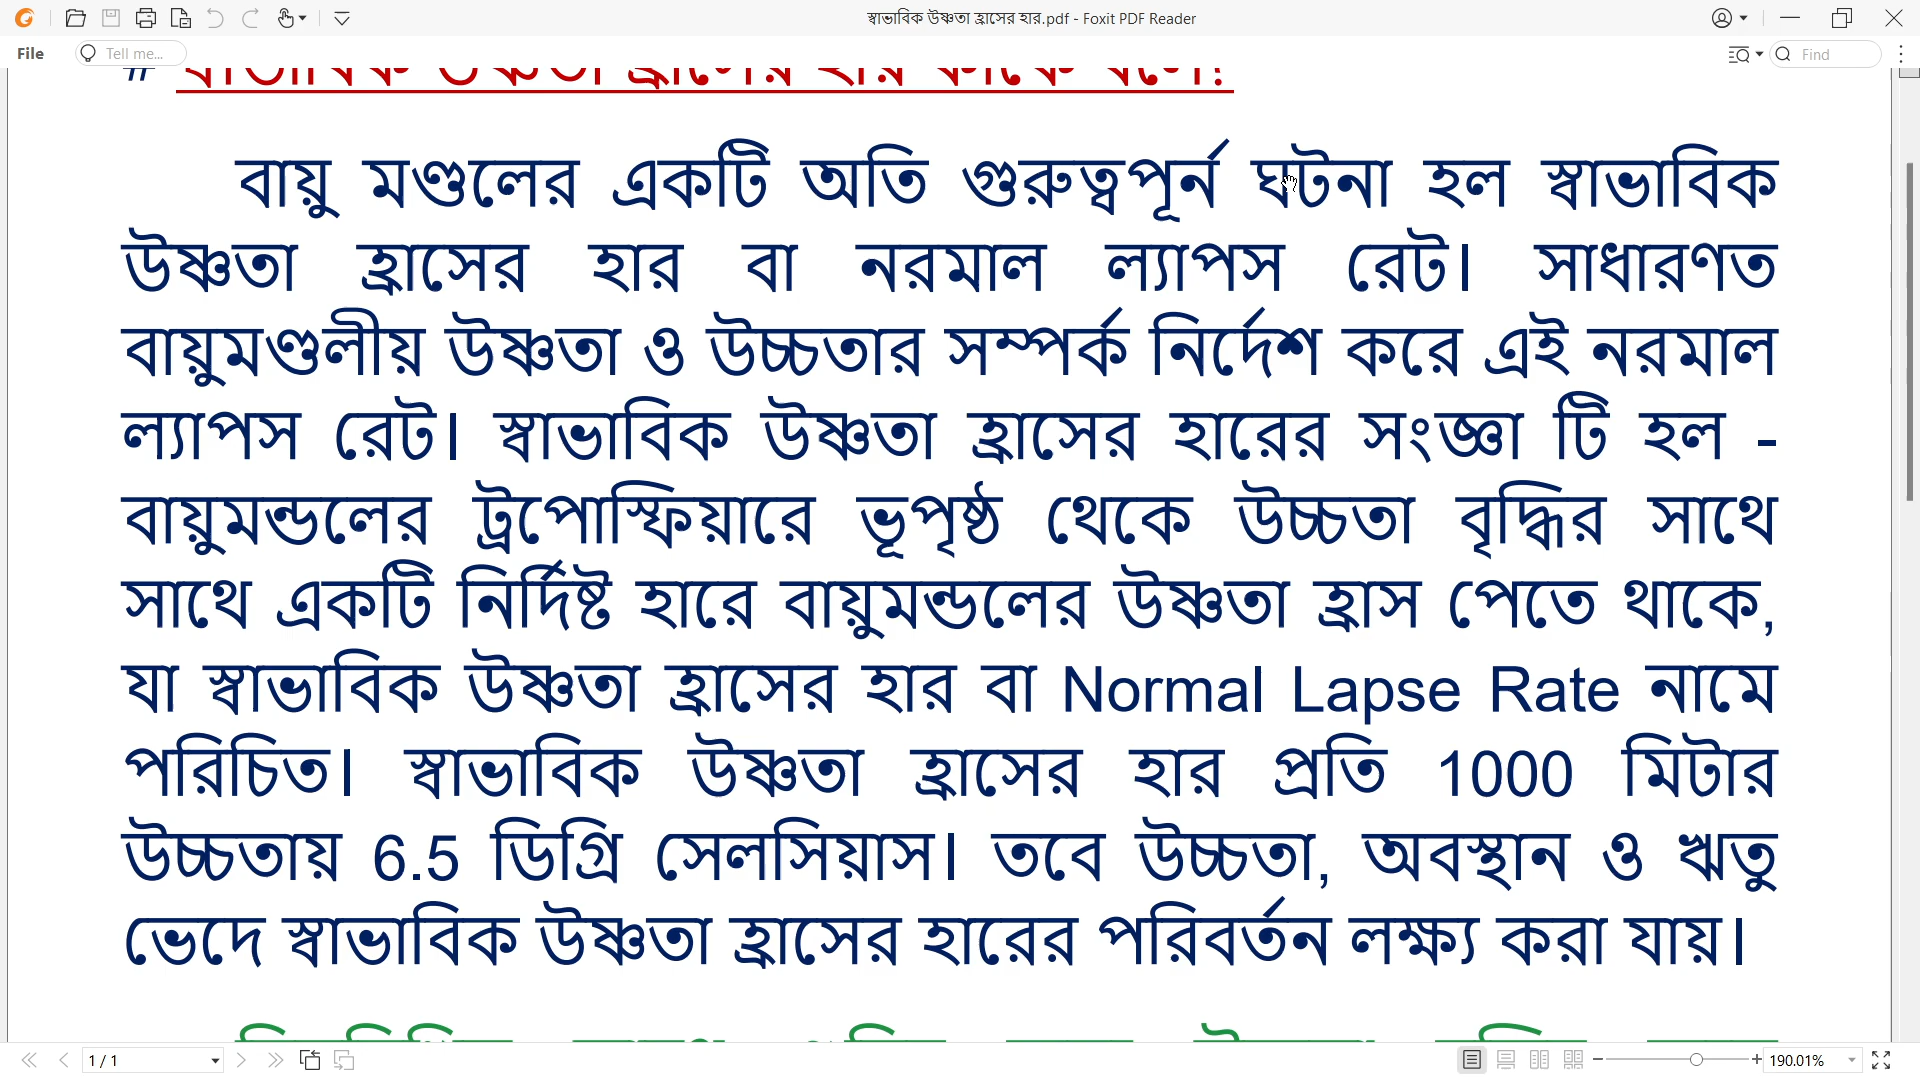 স্বাভাবিক উষ্ণতা হ্রাসের হার.pdf - Foxit PDF Reader
File
Tell me...
Find
# স্বাভাবিক উষ্ণতা হ্রাসের হার কাকে বলে?
বায়ু মণ্ডলের একটি অতি গুরুত্বপূর্ন ঘটনা হল স্বাভাবিক
উষ্ণতা হ্রাসের হার বা নরমাল ল্যাপস রেট। সাধারণত
বায়ুমণ্ডলীয় উষ্ণতা ও উচ্চতার সম্পর্ক নির্দেশ করে এই নরমাল
ল্যাপস রেট। স্বাভাবিক উষ্ণতা হ্রাসের হারের সংজ্ঞা টি হল -
বায়ুমন্ডলের ট্রপোস্ফিয়ারে ভূপৃষ্ঠ থেকে উচ্চতা বৃদ্ধির সাথে
সাথে একটি নির্দিষ্ট হারে বায়ুমন্ডলের উষ্ণতা হ্রাস পেতে থাকে,
যা স্বাভাবিক উষ্ণতা হ্রাসের হার বা Normal Lapse Rate নামে
পরিচিত। স্বাভাবিক উষ্ণতা হ্রাসের হার প্রতি 1000 মিটার
উচ্চতায় 6.5 ডিগ্রি সেলসিয়াস। তবে উচ্চতা, অবস্থান ও ঋতু
ভেদে স্বাভাবিক উষ্ণতা হ্রাসের হারের পরিবর্তন লক্ষ্য করা যায়।
1 / 1
190.01%